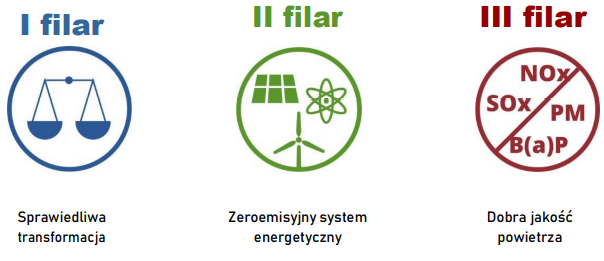 I filar
II filar
III filar
NOx
SOx
PM
B(a)P
Sprawiedliwa
transformacja
Zeroemisyjny system
energetyczny
Dobra jakość
powietrza